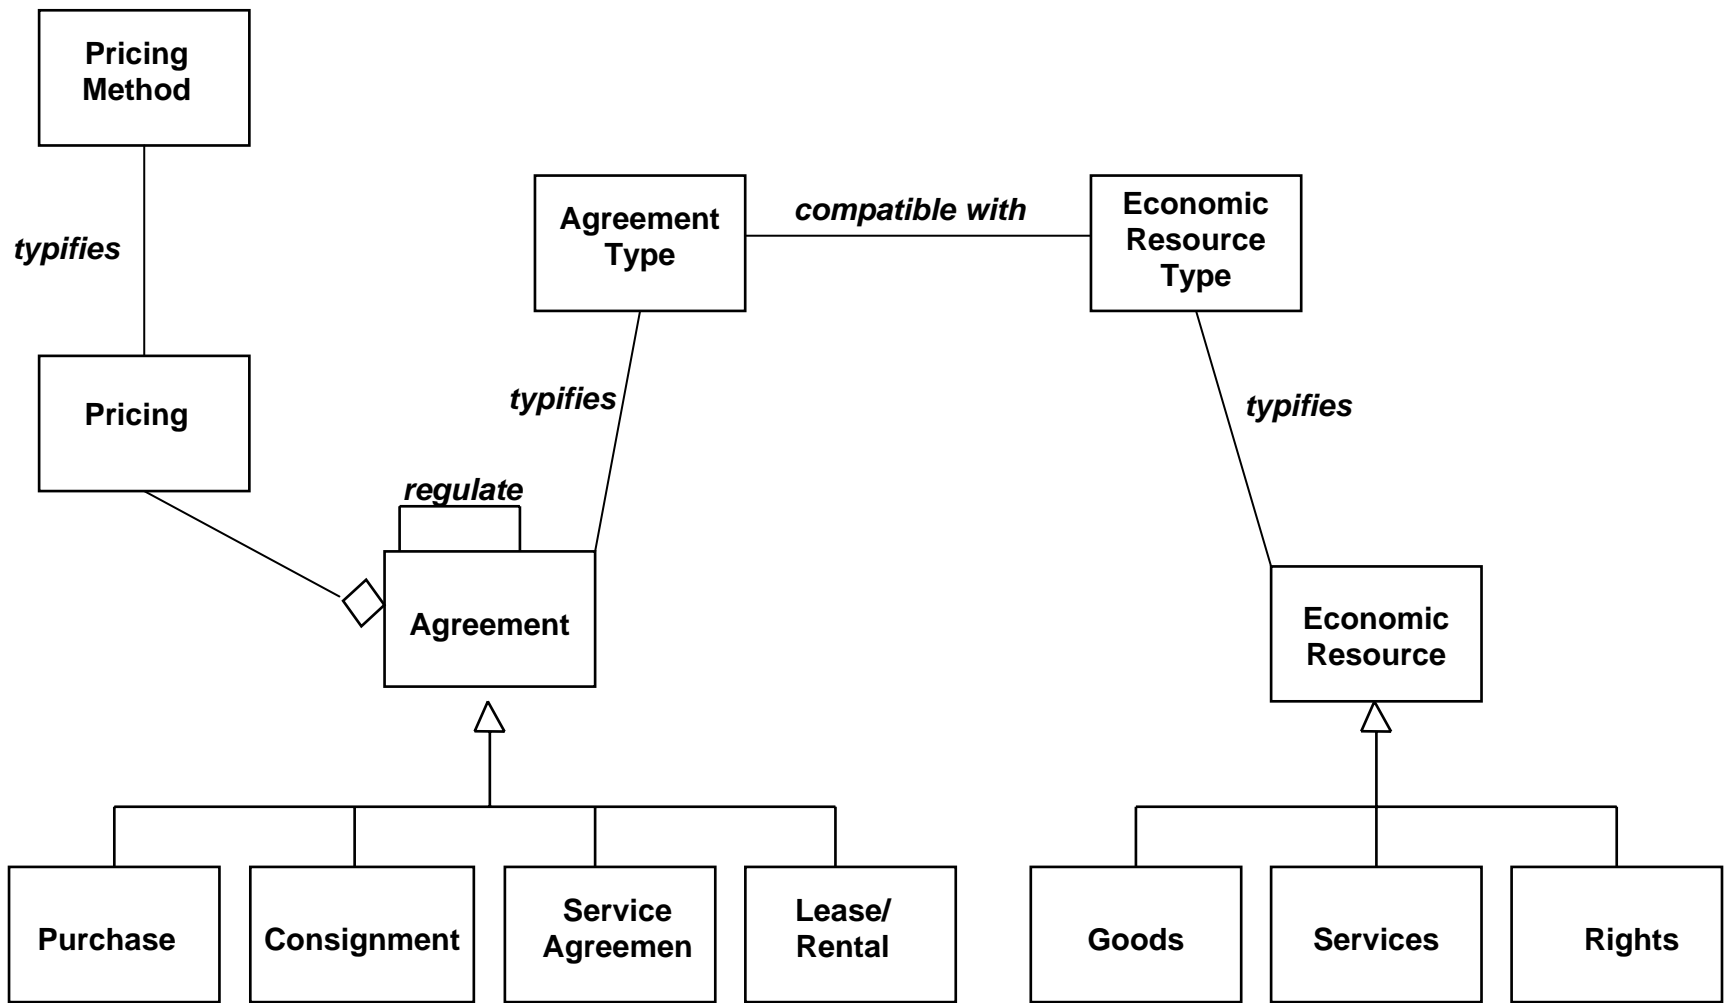 Pricing
Method
typifies
Agreement
Type
compatible with
Economic
Resource
Type
Pricing
typifies
typifies
regulate
Agreement
Economic
Resource
Purchase
Consignment
Service
Agreemen
Lease/
Rental
Goods
Services
Rights